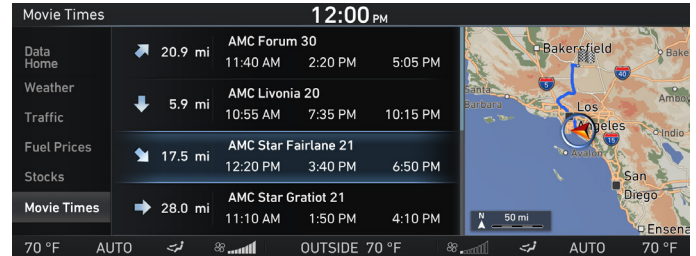 Movie Times
12:00 PM
Data
Home
Weather
Traffic
Fuel Prices
Stocks
Movie Times
20.9 mi
AMC Forum 30
11:40 AM 2:20 PM 5:05 PM
5.9 mi
AMC Livonia 20
10:55 AM 7:35 PM 10:15 PM
17.5 mi
AMC Star Fairlane 21
12:20 PM 3:40 PM 6:50 PM
28.0 mi
AMC Star Gratiot 21
11:10 AM 1:50 PM 4:10 PM
Bakersfield
Bake
40
5
Santa
Barbara
Amboy
Los
Angeles
15
Indio
Avalon
San
Diego
N
50 mi
Ensena
70 °F AUTO OUTSIDE 70 °F AUTO 70 °F